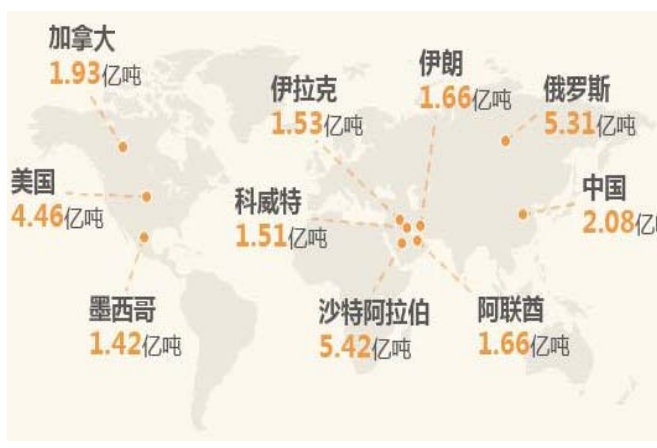 加拿大
1.93亿吨
伊拉克
1.53亿吨
伊朗
1.66亿吨
俄罗斯
5.31亿吨
美国
4.46亿吨
科威特
1.51亿吨
中国
2.08亿
墨西哥
1.42亿吨
沙特阿拉伯
5.42亿吨
阿联酋
1.66亿吨